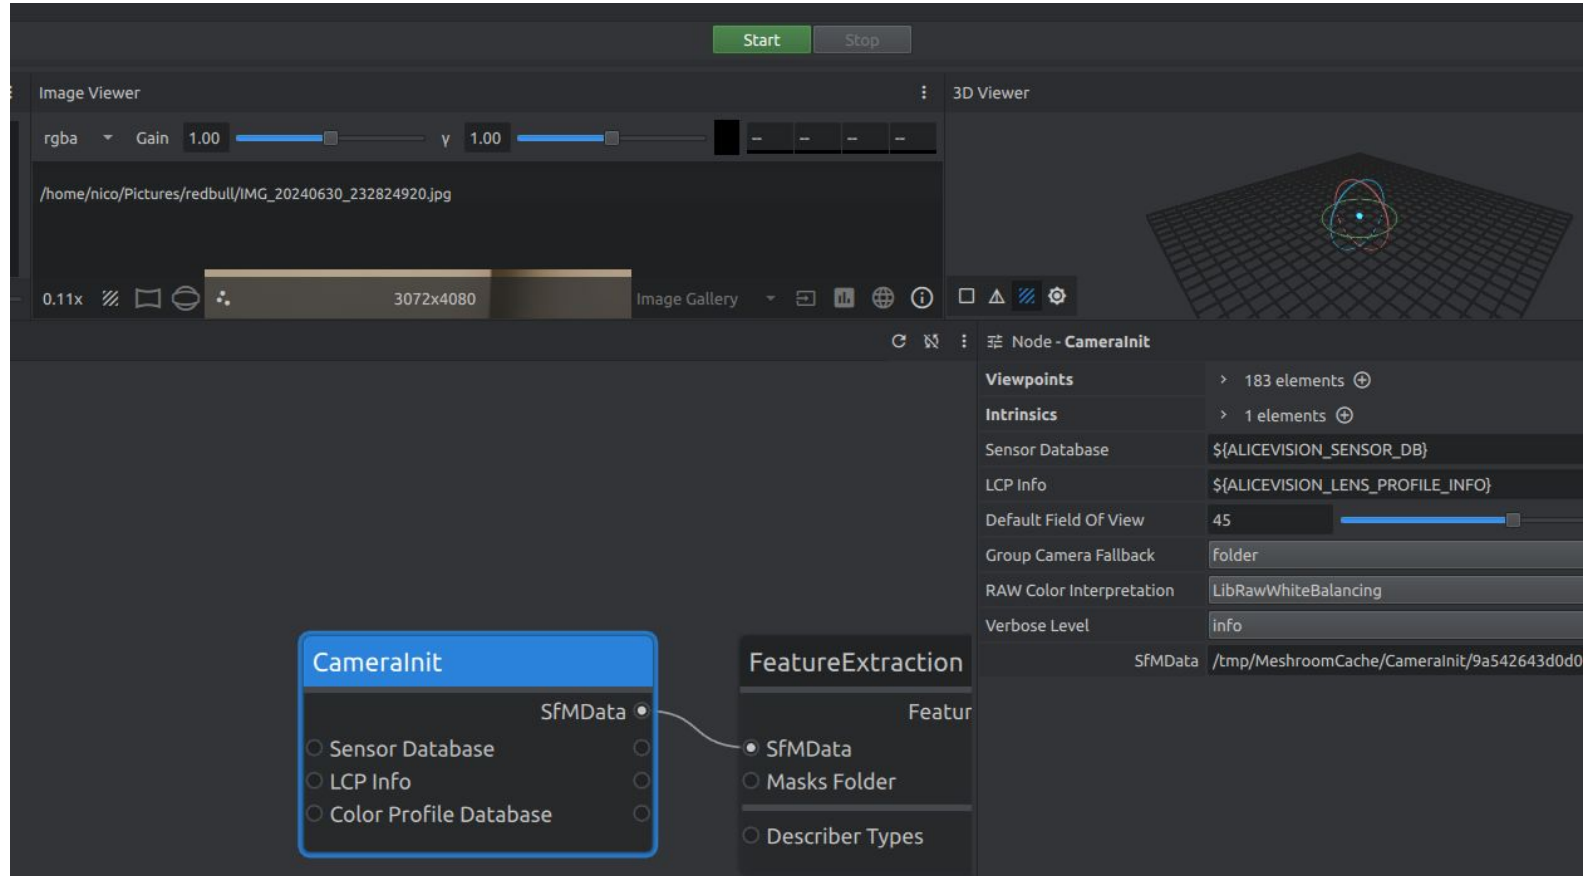 Start Stop
Image Viewer 3D Viewer
rgba Gain 1.00 γ 1.00 -- -- -- --
/home/nico/Pictures/redbull/IMG_20240630_232824920.jpg
0.11x 3072x4080 Image Gallery
Node - CameraInit
Viewpoints 183 elements
Intrinsics 1 elements
Sensor Database ${ALICEVISION_SENSOR_DB}
LCP Info ${ALICEVISION_LENS_PROFILE_INFO}
Default Field Of View 45
Group Camera Fallback folder
RAW Color Interpretation LibRawWhiteBalancing
Verbose Level info
SfMData /tmp/MeshroomCache/CameraInit/9a542643d0d0
CameraInit
SfMData
Sensor Database
LCP Info
Color Profile Database
FeatureExtraction
Featur
SfMData
Masks Folder
Describer Types